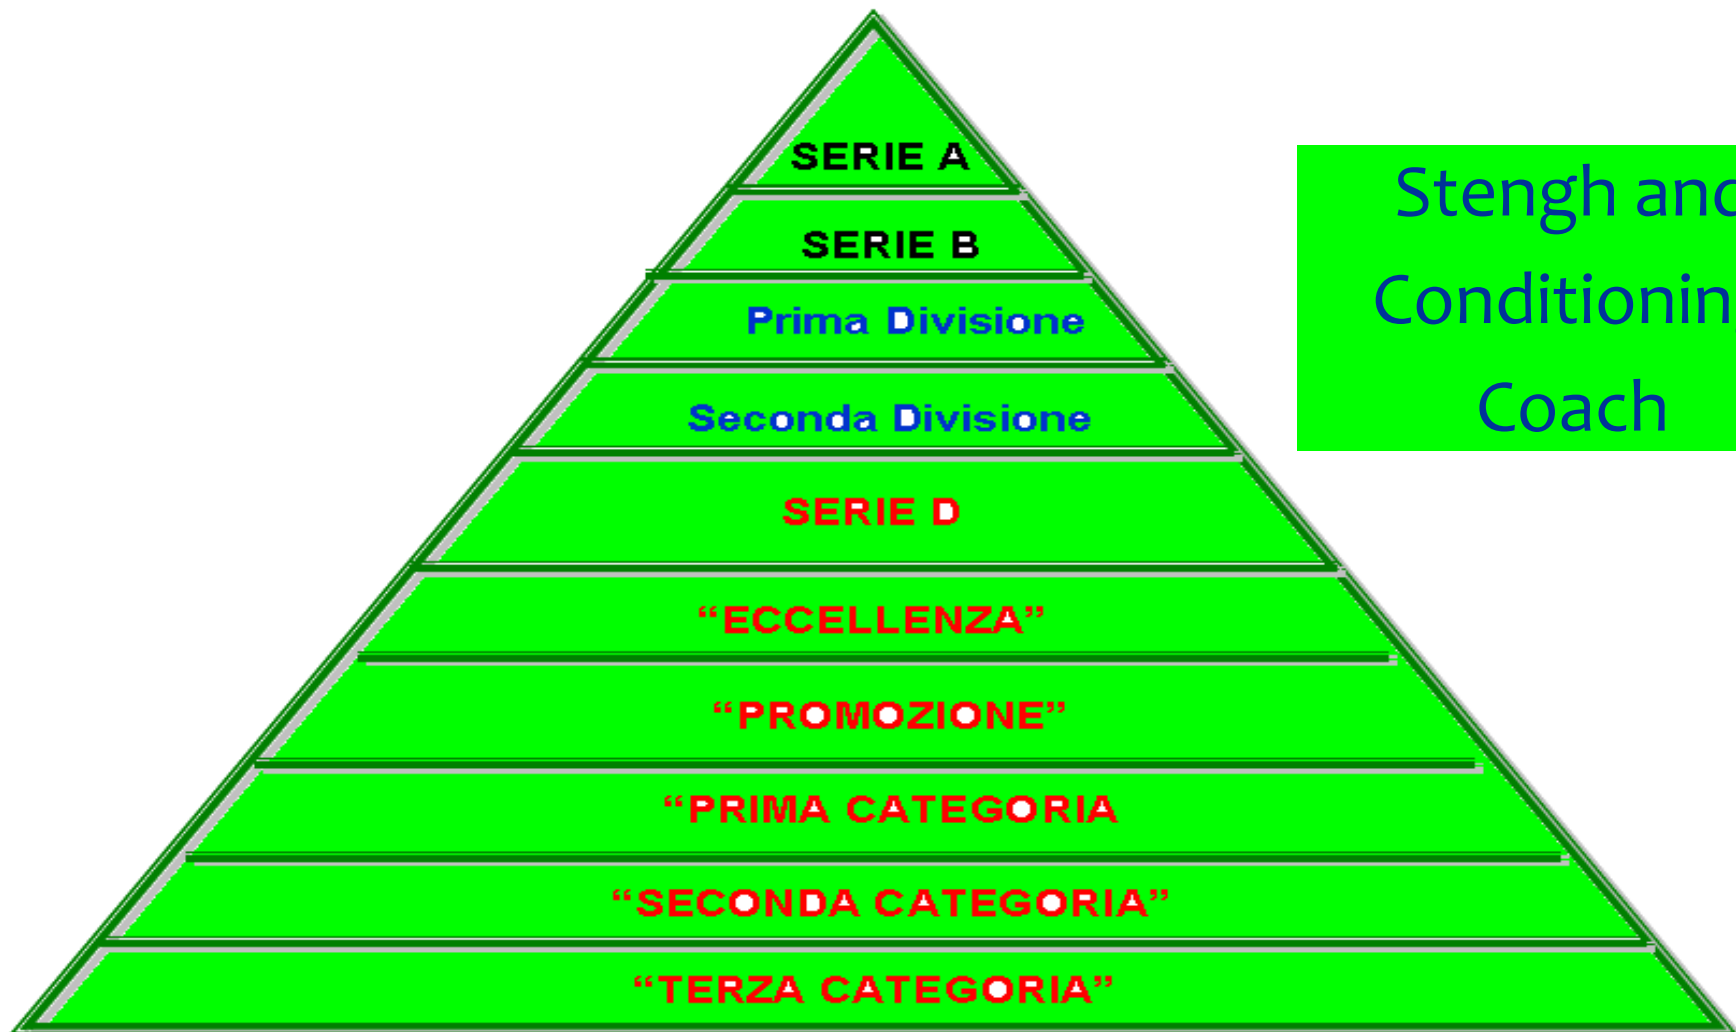 SERIE A
SERIE B
Prima Divisione
Seconda Divisione
SERIE D
“ECCELLENZA”
“PROMOZIONE”
“PRIMA CATEGORIA
“SECONDA CATEGORIA”
“TERZA CATEGORIA”
Stengh and
Conditionin
Coach